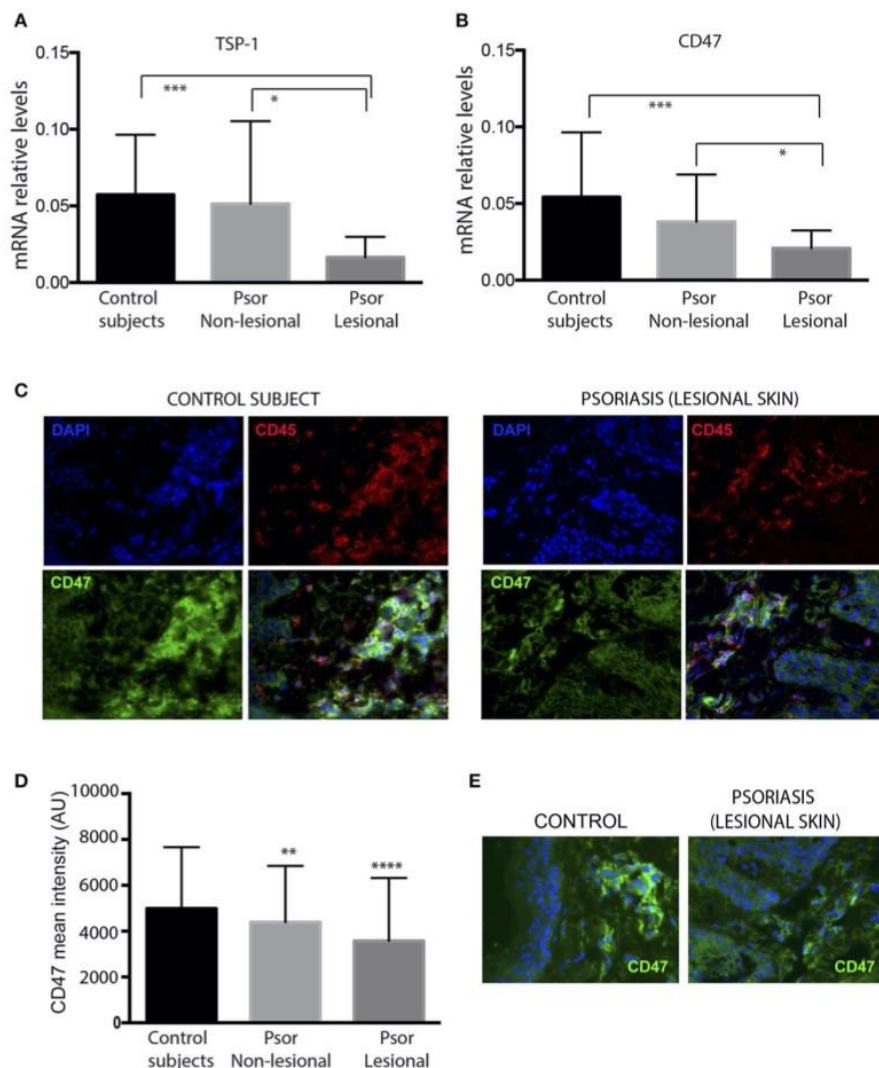 A
TSP-1
mRNA relative levels
0.15
0.10
0.05
0.00
***
*
Control
subjects
Psor
Non-lesional
Psor
Lesional
B
CD47
mRNA relative levels
0.15
0.10
0.05
0.00
***
*
Control
subjects
Psor
Non-lesional
Psor
Lesional
C
CONTROL SUBJECT
DAPI
CD45
CD47
PSORIASIS (LESIONAL SKIN)
DAPI
CD45
CD47
D
CD47 mean intensity (AU)
10000
8000
6000
4000
2000
0
**
****
Control
subjects
Psor
Non-lesional
Psor
Lesional
E
CONTROL
CD47
PSORIASIS
(LESIONAL SKIN)
CD47